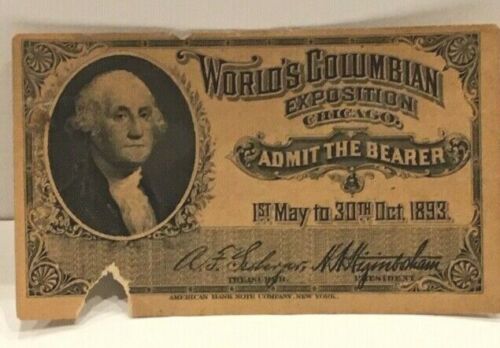 WORLD'S COLUMBIAN
EXPOSITION
CHICAGO.
ADMIT THE BEARER
1ST MAY TO 30TH OCT, 1893.
A. F. Seeberger, H. N. Higinbotham
TREASURER. PRESIDENT.
AMERICAN BANK NOTE COMPANY, NEW YORK.